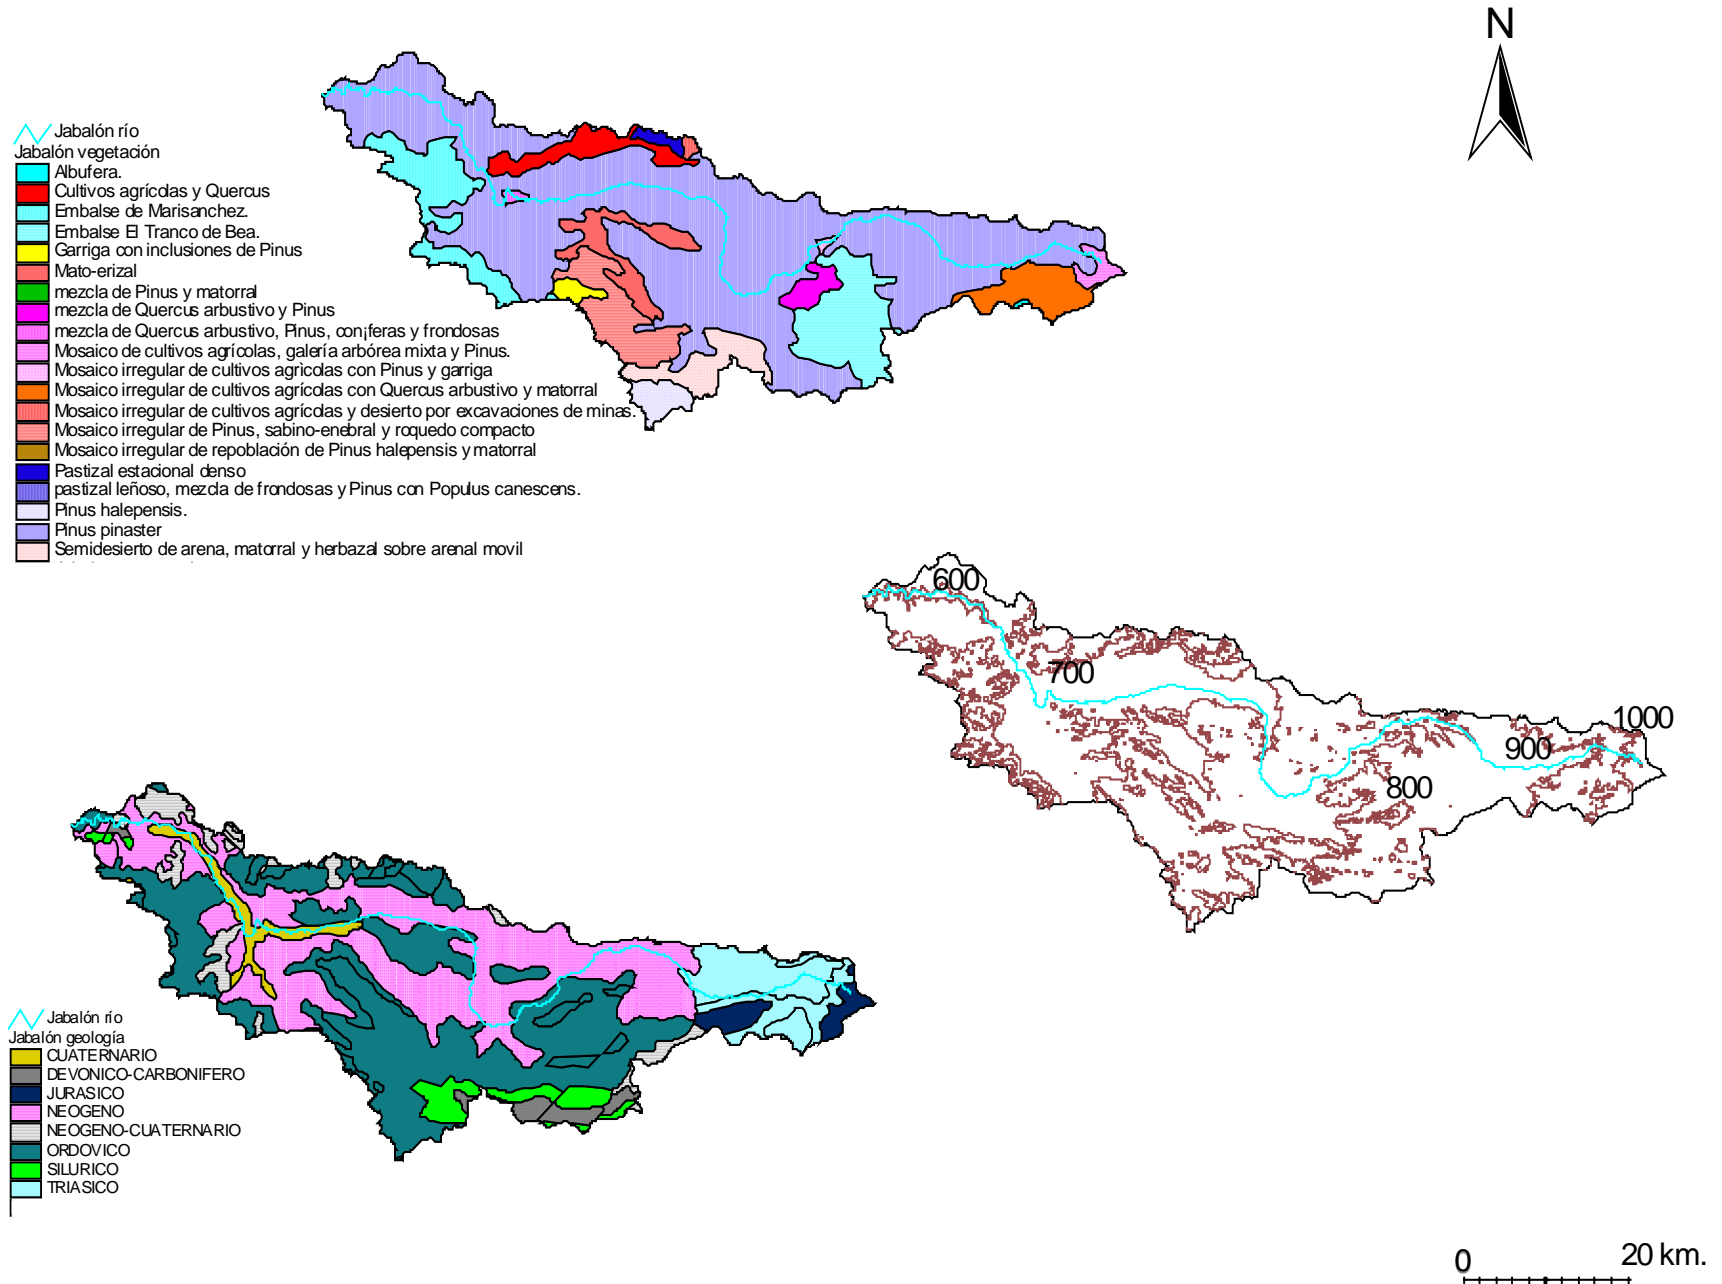 N
Jabalón río
Jabalón vegetación
Albufera.
Cultivos agrícolas y Quercus
Embalse de Marisanchez.
Embalse El Tranco de Bea.
Garriga con inclusiones de Pinus
Mato-erizal
mezcla de Pinus y matorral
mezcla de Quercus arbustivo y Pinus
mezcla de Quercus arbustivo, Pinus, con¡feras y frondosas
Mosaico de cultivos agrícolas, galería arbórea mixta y Pinus.
Mosaico irregular de cultivos agrìcolas con Pinus y garriga
Mosaico irregular de cultivos agrícolas con Quercus arbustivo y matorral
Mosaico irregular de cultivos agrícolas y desierto por excavaciones de minas.
Mosaico irregular de Pinus, sabino-enebral y roquedo compacto
Mosaico irregular de repoblación de Pinus halepensis y matorral
Pastizal estacional denso
pastizal leñoso, mezcla de frondosas y Pinus con Populus canescens.
Pinus halepensis.
Pinus pinaster
Semidesierto de arena, matorral y herbazal sobre arenal movil
600
700
1000
900
800
Jabalón río
Jabalón geología
CUATERNARIO
DEVONICO-CARBONIFERO
JURASICO
NEOGENO
NEOGENO-CUATERNARIO
ORDOVICO
SILURICO
TRIASICO
0 20 km.